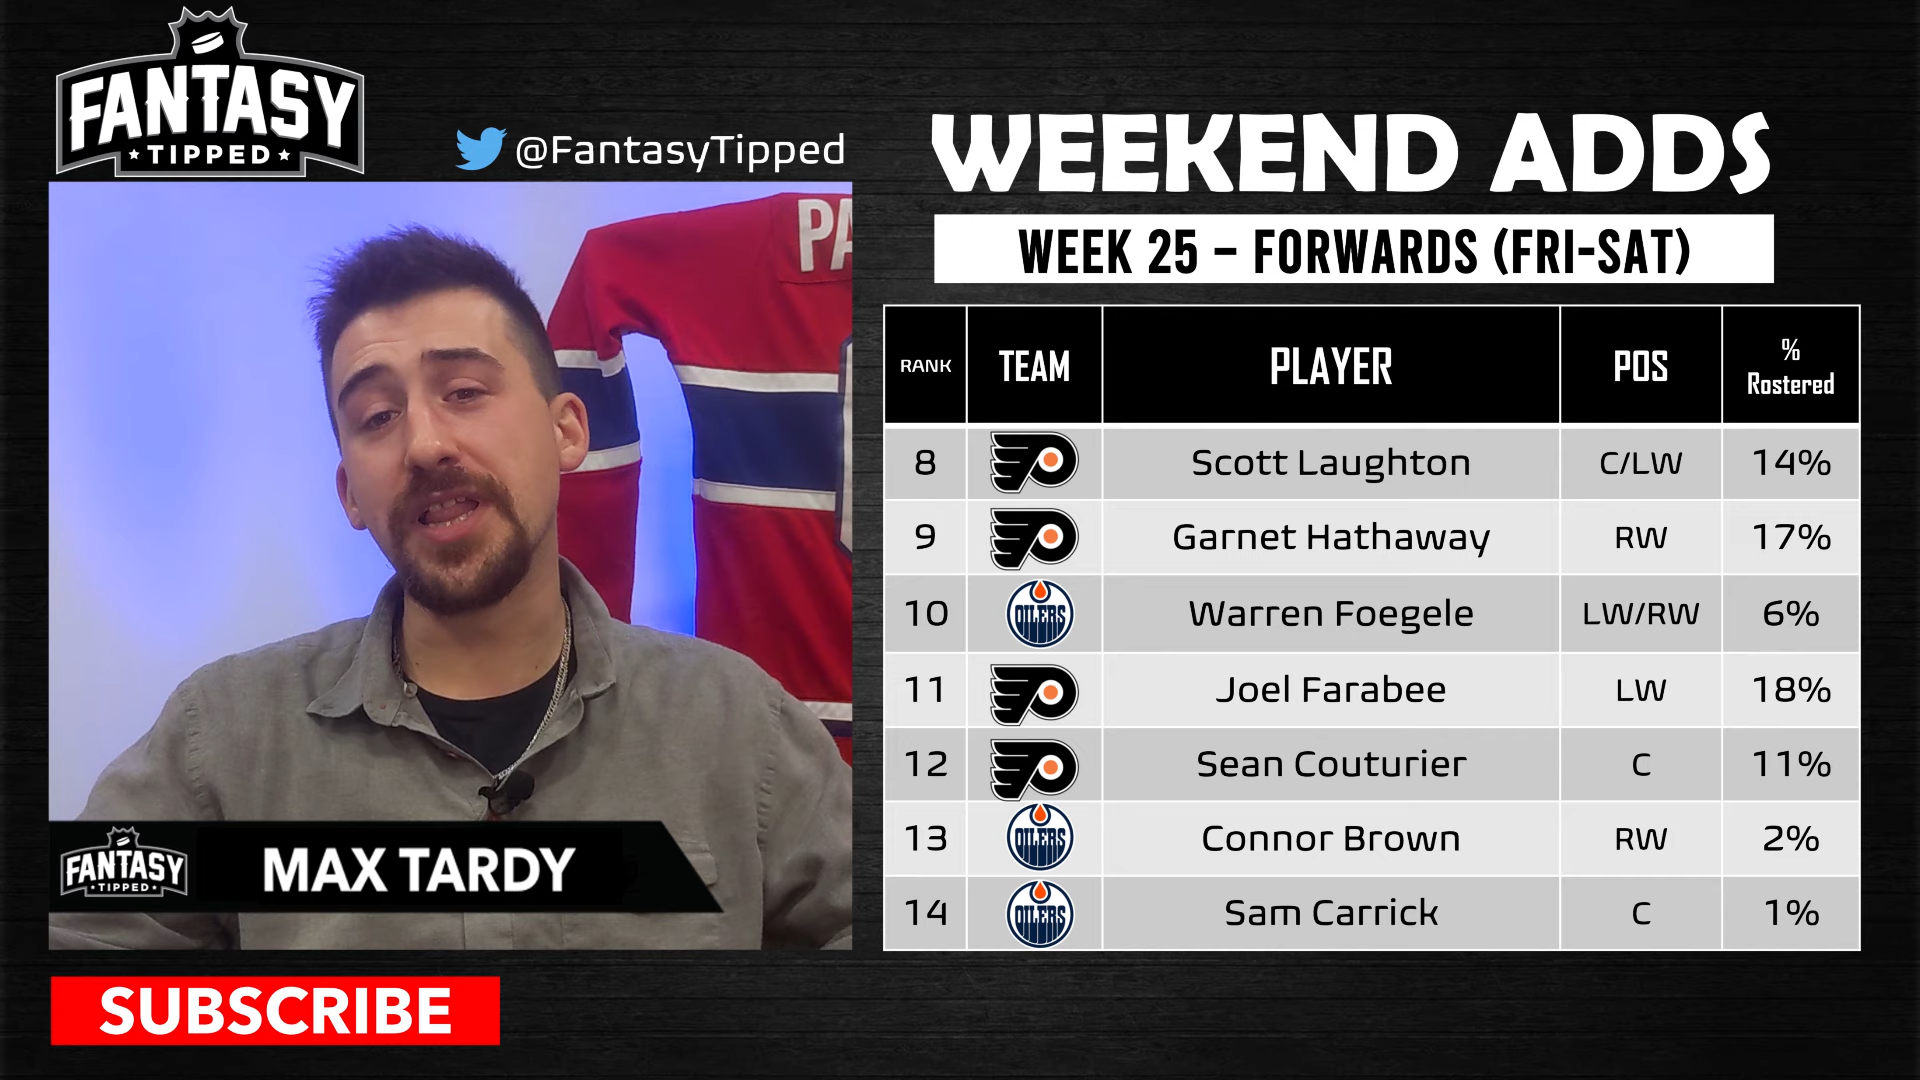 FANTASY
TIPPED
@FantasyTipped
WEEKEND ADDS
WEEK 25 – FORWARDS (FRI-SAT)
PA
RANK TEAM PLAYER POS % Rostered
8 Scott Laughton C/LW 14%
9 Garnet Hathaway RW 17%
10 OILERS Warren Foegele LW/RW 6%
11 Joel Farabee LW 18%
12 Sean Couturier C 11%
13 OILERS Connor Brown RW 2%
14 OILERS Sam Carrick C 1%
FANTASY
TIPPED
MAX TARDY
SUBSCRIBE